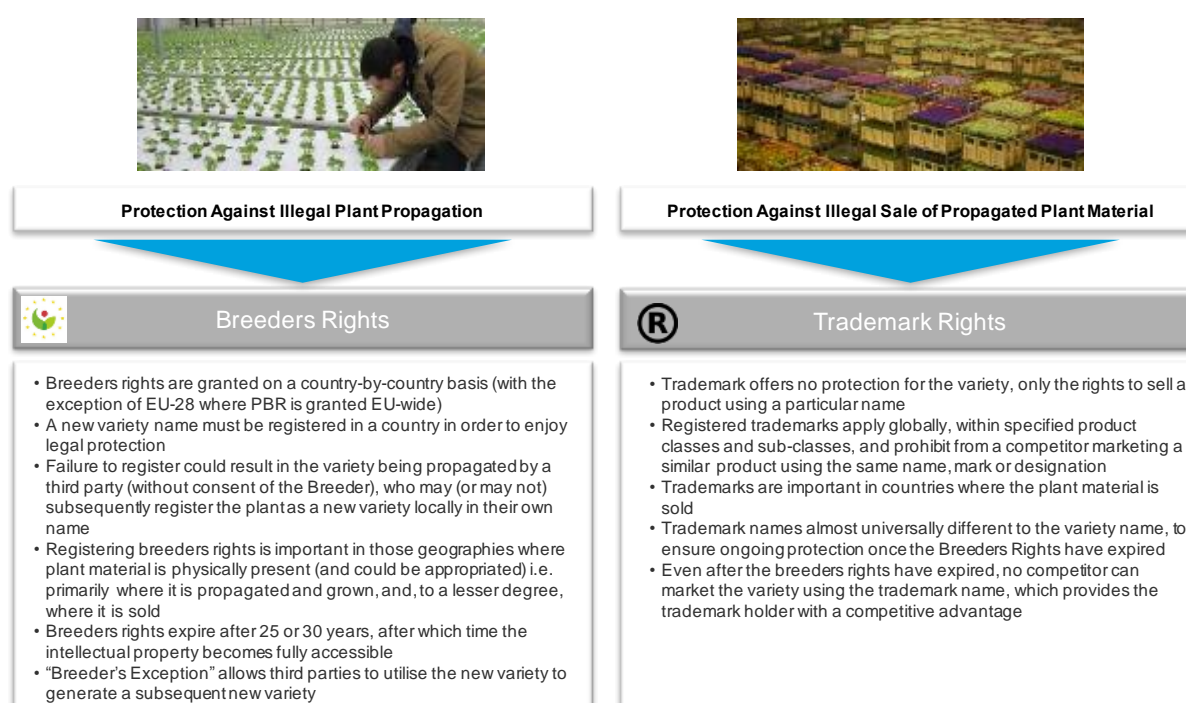 Protection Against Illegal Plant Propagation
Breeders Rights
• Breeders rights are granted on a country-by-country basis (with the
exception of EU-28 where PBR is granted EU-wide)
• A new variety name must be registered in a country in order to enjoy
legal protection
• Failure to register could result in the variety being propagated by a
third party (without consent of the Breeder), who may (or may not)
subsequently register the plant as a new variety locally in their own
name
• Registering breeders rights is important in those geographies where
plant material is physically present (and could be appropriated) i.e.
primarily where it is propagated and grown, and, to a lesser degree,
where it is sold
• Breeders rights expire after 25 or 30 years, after which time the
intellectual property becomes fully accessible
• “Breeder’s Exception” allows third parties to utilise the new variety to
generate a subsequent new variety
Protection Against Illegal Sale of Propagated Plant Material
®
Trademark Rights
• Trademark offers no protection for the variety, only the rights to sell a
product using a particular name
• Registered trademarks apply globally, within specified product
classes and sub-classes, and prohibit from a competitor marketing a
similar product using the same name, mark or designation
• Trademarks are important in countries where the plant material is
sold
• Trademark names almost universally different to the variety name, to
ensure ongoing protection once the Breeders Rights have expired
• Even after the breeders rights have expired, no competitor can
market the variety using the trademark name, which provides the
trademark holder with a competitive advantage